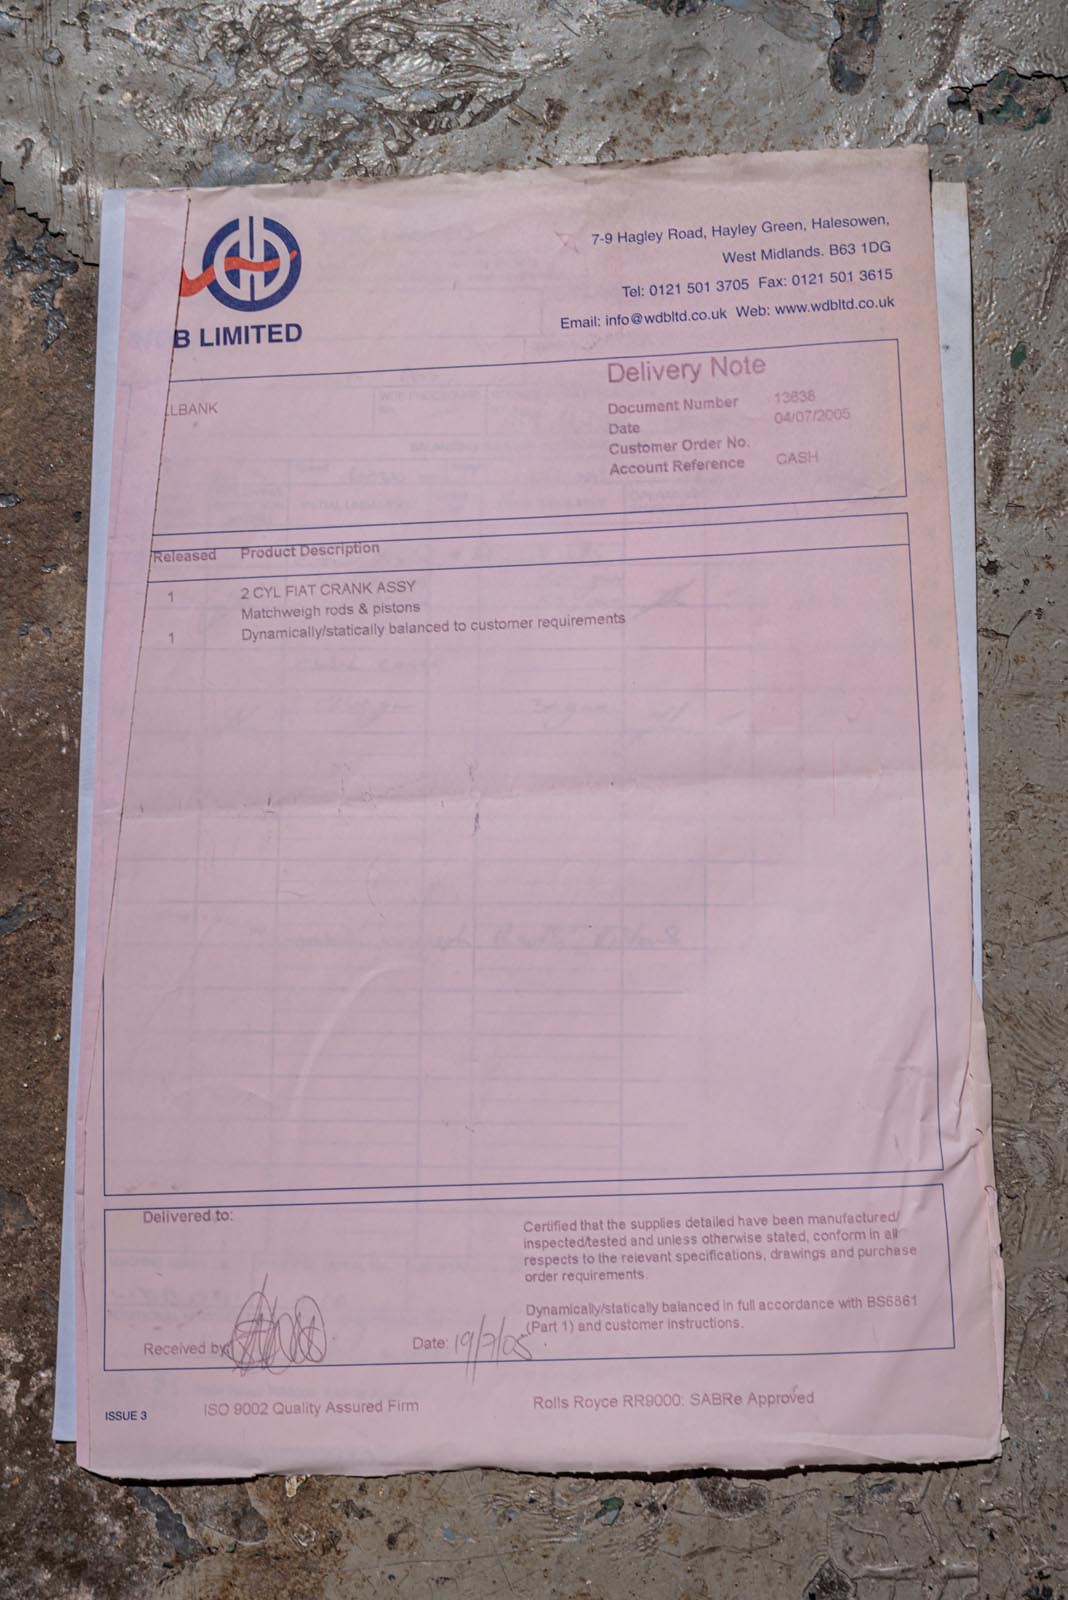 7-9 Hagley Road, Hayley Green, Halesowen,
West Midlands. B63 1DG
Tel: 0121 501 3705 Fax: 0121 501 3615
Email: info@wdbltd.co.uk Web: www.wdbltd.co.uk
B LIMITED
Delivery Note
LLBANK
Document Number 13638
Date 04/07/2005
Customer Order No.
Account Reference CASH
Released Product Description
1 2 CYL FIAT CRANK ASSY
Matchweigh rods & pistons
1 Dynamically/statically balanced to customer requirements
Delivered to:
Certified that the supplies detailed have been manufactured/
inspected/tested and unless otherwise stated, conform in all
respects to the relevant specifications, drawings and purchase
order requirements.
Dynamically/statically balanced in full accordance with BS6861
(Part 1) and customer instructions.
Received by:
Date: 19/7/05
ISSUE 3
ISO 9002 Quality Assured Firm
Rolls Royce RR9000: SABRe Approved